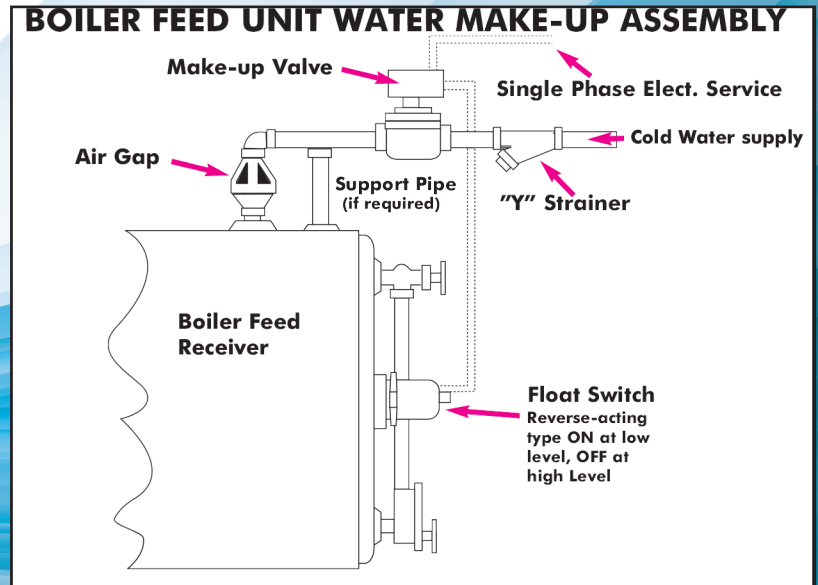 BOILER FEED UNIT WATER MAKE-UP ASSEMBLY
Make-up Valve
Single Phase Elect. Service
Cold Water supply
Air Gap
Support Pipe
(if required)
"Y" Strainer
Boiler Feed
Receiver
Float Switch
Reverse-acting
type ON at low
level, OFF at
high Level